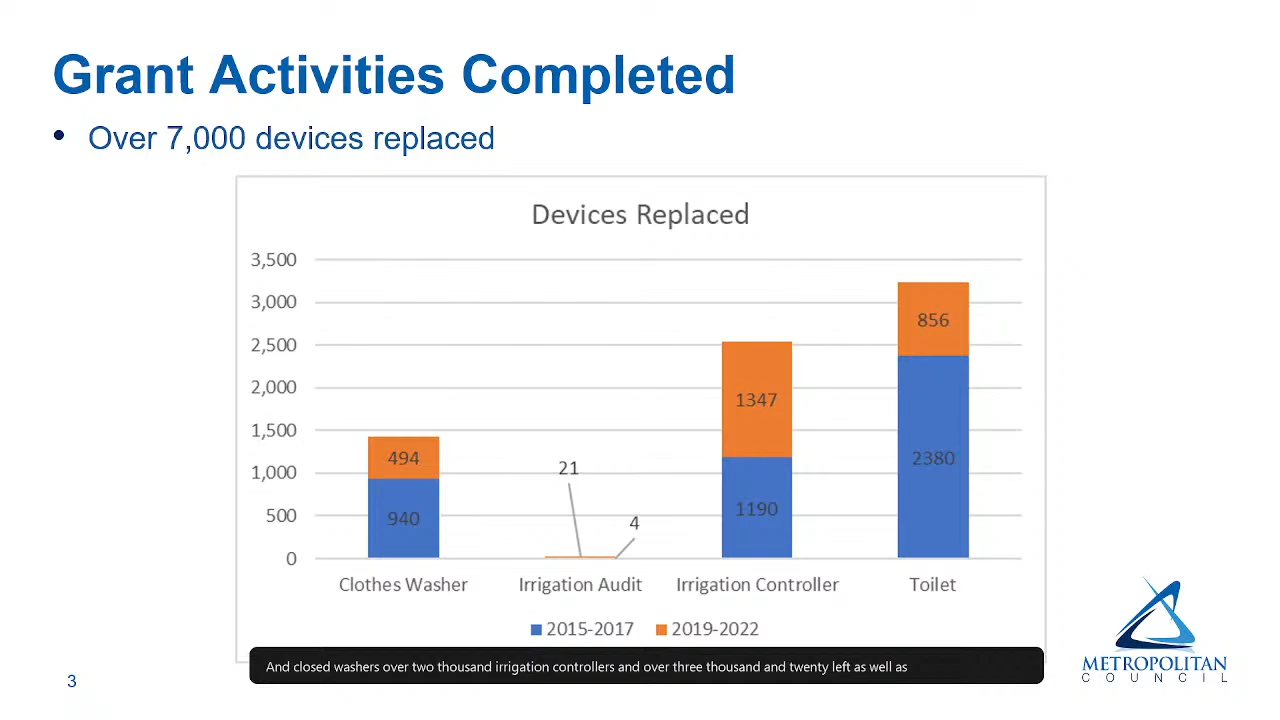 Grant Activities Completed
• Over 7,000 devices replaced
Devices Replaced
3,500
3,000
2,500
2,000
1,500
1,000
500
0
494
940
21
4
1347
1190
856
2380
Clothes Washer
Irrigation Audit
Irrigation Controller
Toilet
2015-2017
2019-2022
And closed washers over two thousand irrigation controllers and over three thousand and twenty left as well as
3
METROPOLITAN
COUNCIL